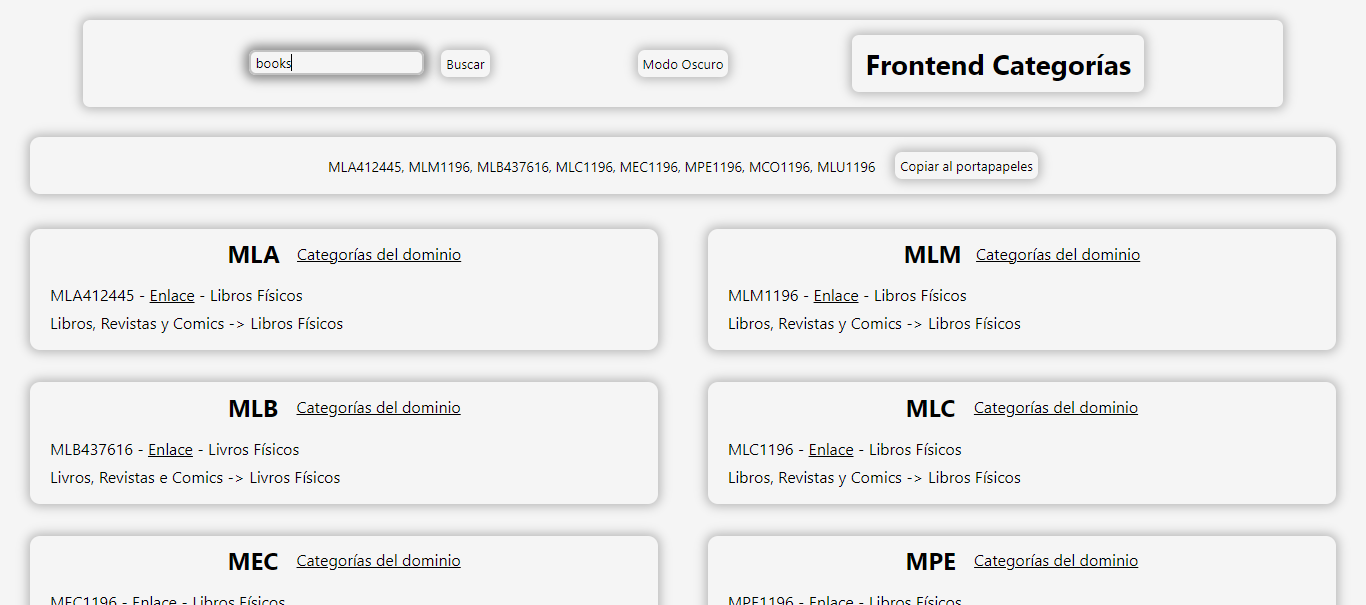 books Buscar Modo Oscuro Frontend Categorías
MLA412445, MLM1196, MLB437616, MLC1196, MEC1196, MPE1196, MCO1196, MLU1196 Copiar al portapapeles
MLA Categorías del dominio
MLA412445 - Enlace - Libros Físicos
Libros, Revistas y Comics -> Libros Físicos
MLM Categorías del dominio
MLM1196 - Enlace - Libros Físicos
Libros, Revistas y Comics -> Libros Físicos
MLB Categorías del dominio
MLB437616 - Enlace - Livros Físicos
Livros, Revistas e Comics -> Livros Físicos
MLC Categorías del dominio
MLC1196 - Enlace - Libros Físicos
Libros, Revistas y Comics -> Libros Físicos
MEC Categorías del dominio
MEC1196 - Enlace - Libros Físicos
MPE Categorías del dominio
MPE1196 - Enlace - Libros Físicos